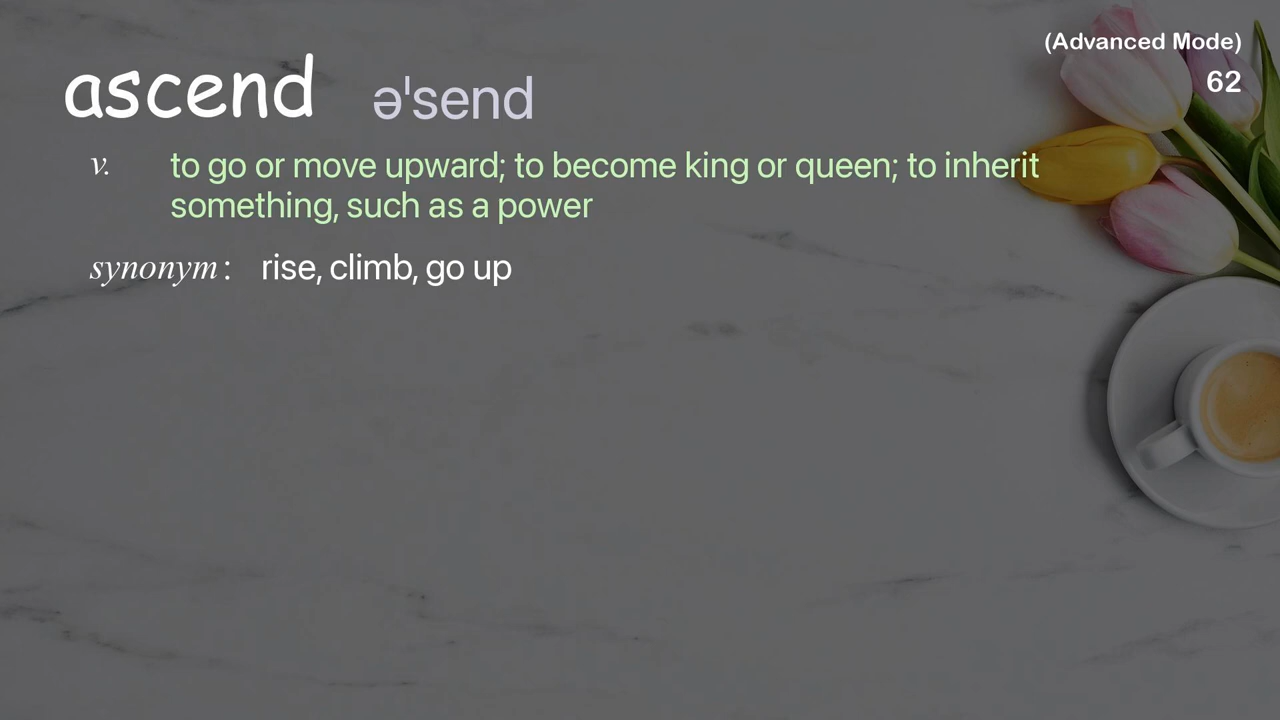 (Advanced Mode)
62
ascend əˈsend
v. to go or move upward; to become king or queen; to inherit
something, such as a power
synonym : rise, climb, go up